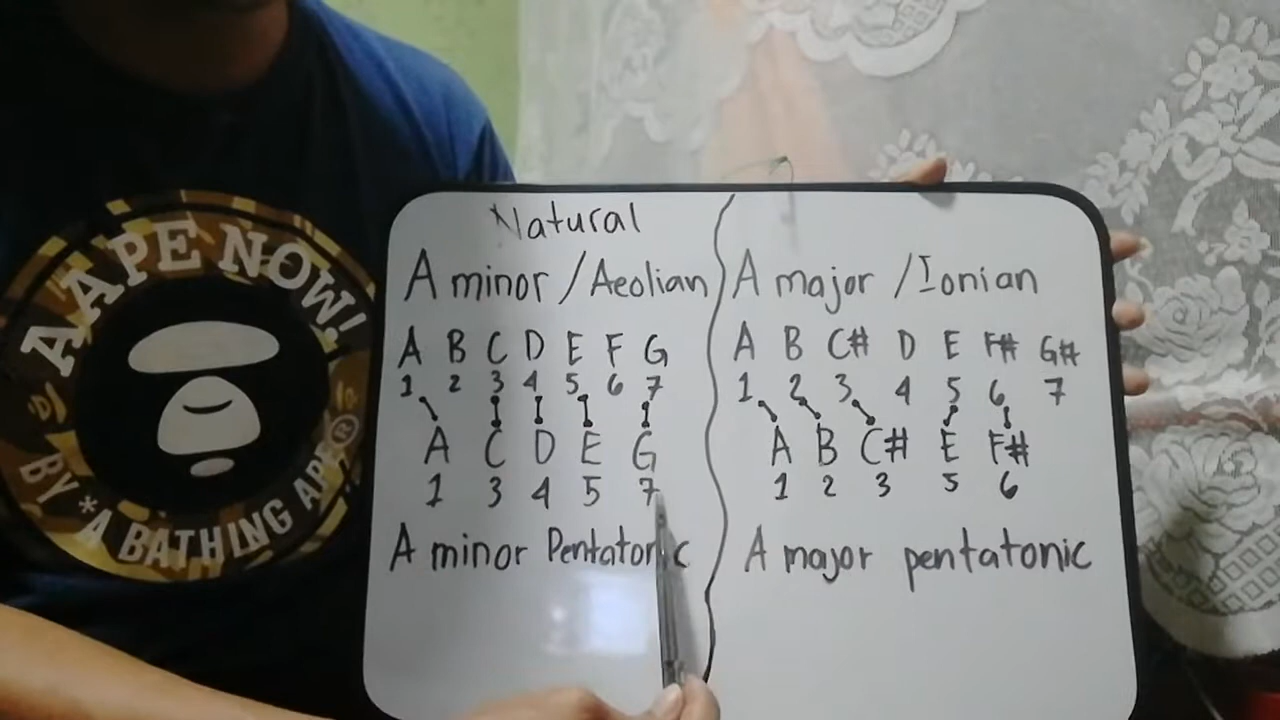 AAPE NOW!
BY *A BATHING APE®
Natural
A minor / Aeolian
A B C D E F G
1 2 3 4 5 6 7
A C D E G
1 3 4 5 7
A minor Pentatonic
A major / Ionian
A B C# D E F# G#
1 2 3 4 5 6 7
A B C# E F#
1 2 3 5 6
A major pentatonic